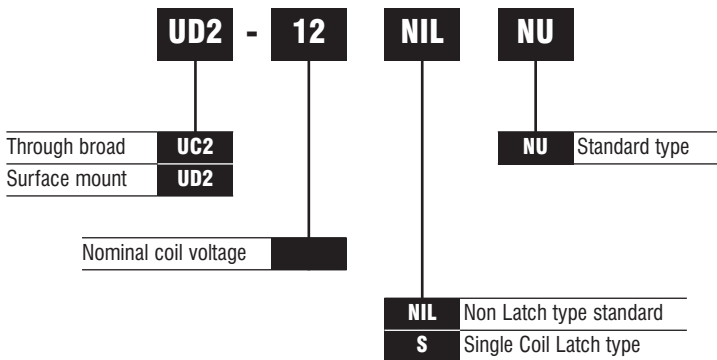 UD2 - 12 NIL NU
Through broad UC2
Surface mount UD2
NU Standard type
Nominal coil voltage
NIL Non Latch type standard
S Single Coil Latch type